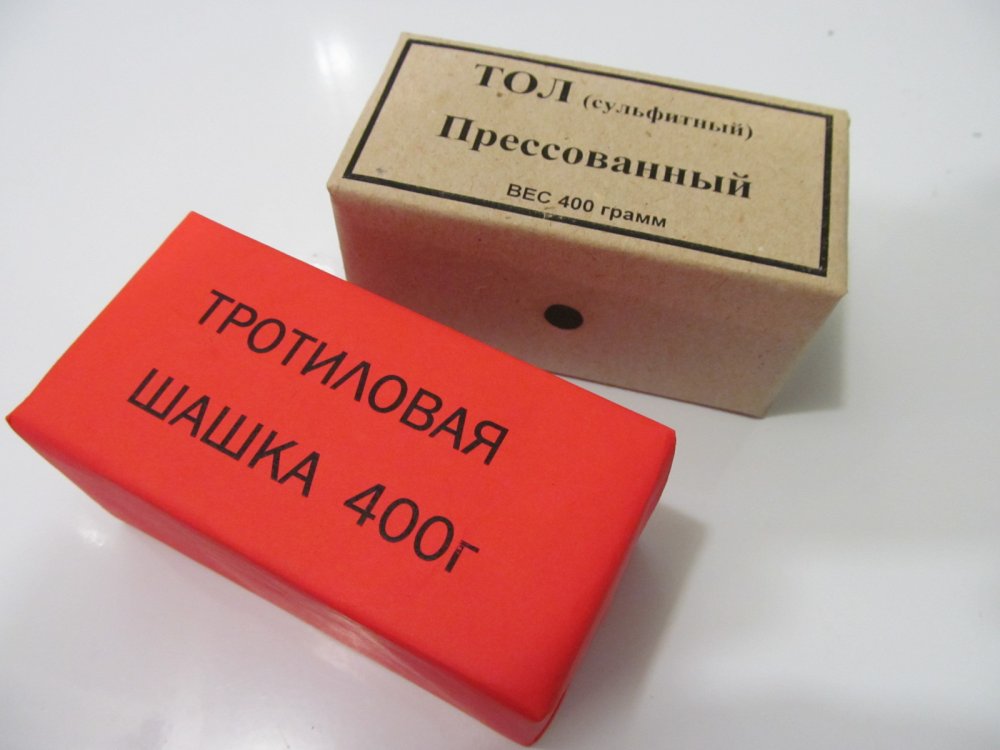 ТОЛ (сульфитный)
Прессованный
ВЕС 400 грамм
ТРОТИЛОВАЯ
ШАШКА 400г